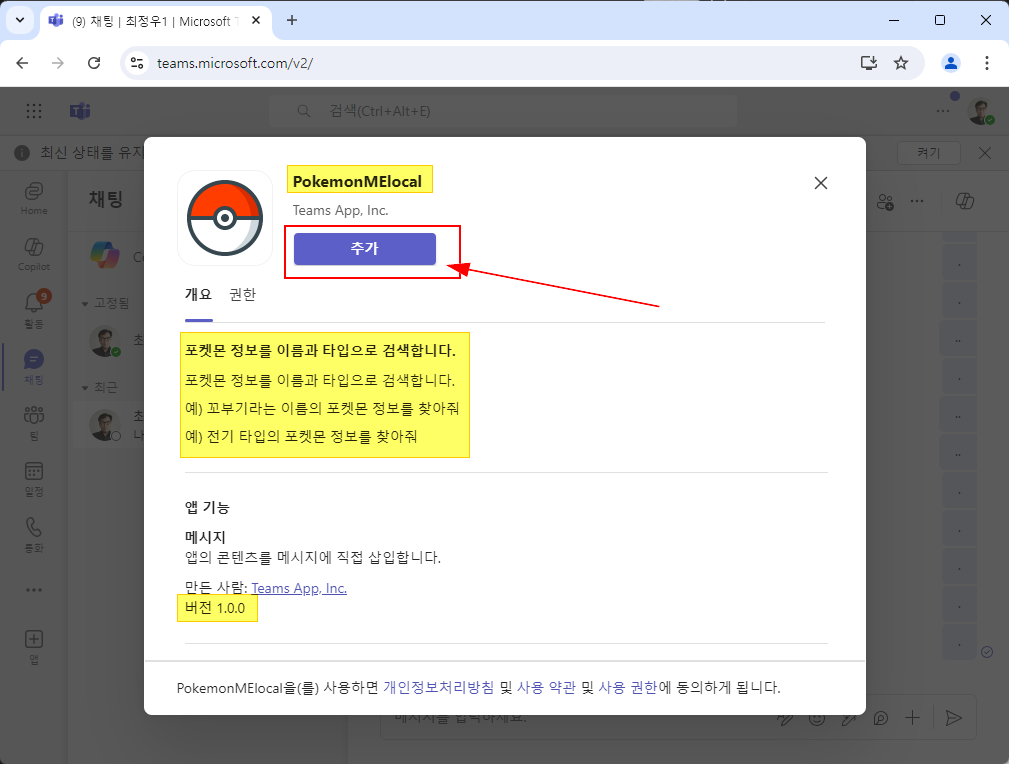 (9) 채팅 | 최정우1 | Microsoft T
teams.microsoft.com/v2/
검색(Ctrl+Alt+E)
최신 상태를 유지
켜기
Home
Copilot
9
활동
채팅
팀
일정
통화
앱
채팅
고정됨
최근
PokemonMElocal
Teams App, Inc.
추가
개요 권한
포켓몬 정보를 이름과 타입으로 검색합니다.
포켓몬 정보를 이름과 타입으로 검색합니다.
예) 꼬부기라는 이름의 포켓몬 정보를 찾아줘
예) 전기 타입의 포켓몬 정보를 찾아줘
앱 기능
메시지
앱의 콘텐츠를 메시지에 직접 삽입합니다.
만든 사람: Teams App, Inc.
버전 1.0.0
PokemonMElocal을(를) 사용하면 개인정보처리방침 및 사용 약관 및 사용 권한에 동의하게 됩니다.
메시지를 입력하세요.